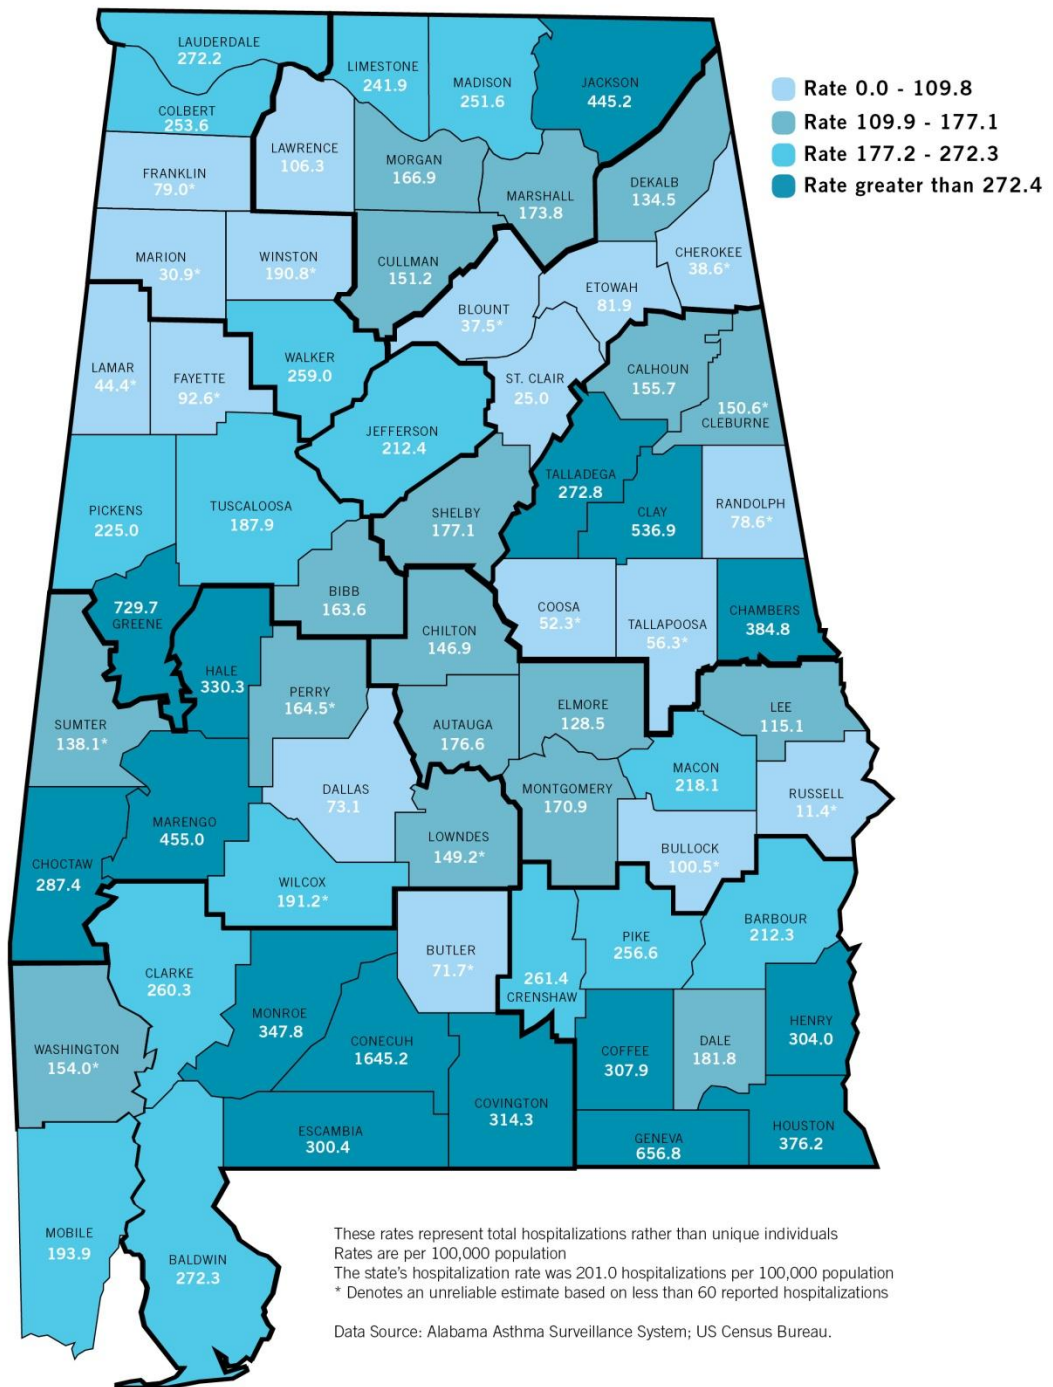 LAUDERDALE
272.2
LIMESTONE
241.9
MADISON
251.6
JACKSON
445.2
Rate 0.0 - 109.8
Rate 109.9 - 177.1
Rate 177.2 - 272.3
Rate greater than 272.4
COLBERT
253.6
LAWRENCE
106.3
FRANKLIN
79.0*
MORGAN
166.9
MARSHALL
173.8
DEKALB
134.5
MARION
30.9*
WINSTON
190.8*
CULLMAN
151.2
CHEROKEE
38.6*
ETOWAH
81.9
BLOUNT
37.5*
LAMAR
44.4*
FAYETTE
92.6*
WALKER
259.0
ST. CLAIR
25.0
CALHOUN
155.7
150.6*
CLEBURNE
JEFFERSON
212.4
TALLADEGA
272.8
PICKENS
225.0
TUSCALOOSA
187.9
SHELBY
177.1
CLAY
536.9
RANDOLPH
78.6*
729.7
GREENE
BIBB
163.6
CHILTON
146.9
COOSA
52.3*
TALLAPOOSA
56.3*
CHAMBERS
384.8
HALE
330.3
PERRY
164.5*
SUMTER
138.1*
AUTAUGA
176.6
ELMORE
128.5
LEE
115.1
DALLAS
73.1
MACON
218.1
MONTGOMERY
170.9
RUSSELL
11.4*
MARENGO
455.0
LOWNDES
149.2*
BULLOCK
100.5*
CHOCTAW
287.4
WILCOX
191.2*
BARBOUR
212.3
BUTLER
71.7*
PIKE
256.6
CLARKE
260.3
261.4
CRENSHAW
MONROE
347.8
CONECUH
1645.2
HENRY
304.0
WASHINGTON
154.0*
COFFEE
307.9
DALE
181.8
COVINGTON
314.3
ESCAMBIA
300.4
GENEVA
656.8
HOUSTON
376.2
MOBILE
193.9
BALDWIN
272.3
These rates represent total hospitalizations rather than unique individuals
Rates are per 100,000 population
The state's hospitalization rate was 201.0 hospitalizations per 100,000 population
* Denotes an unreliable estimate based on less than 60 reported hospitalizations
Data Source: Alabama Asthma Surveillance System; US Census Bureau.